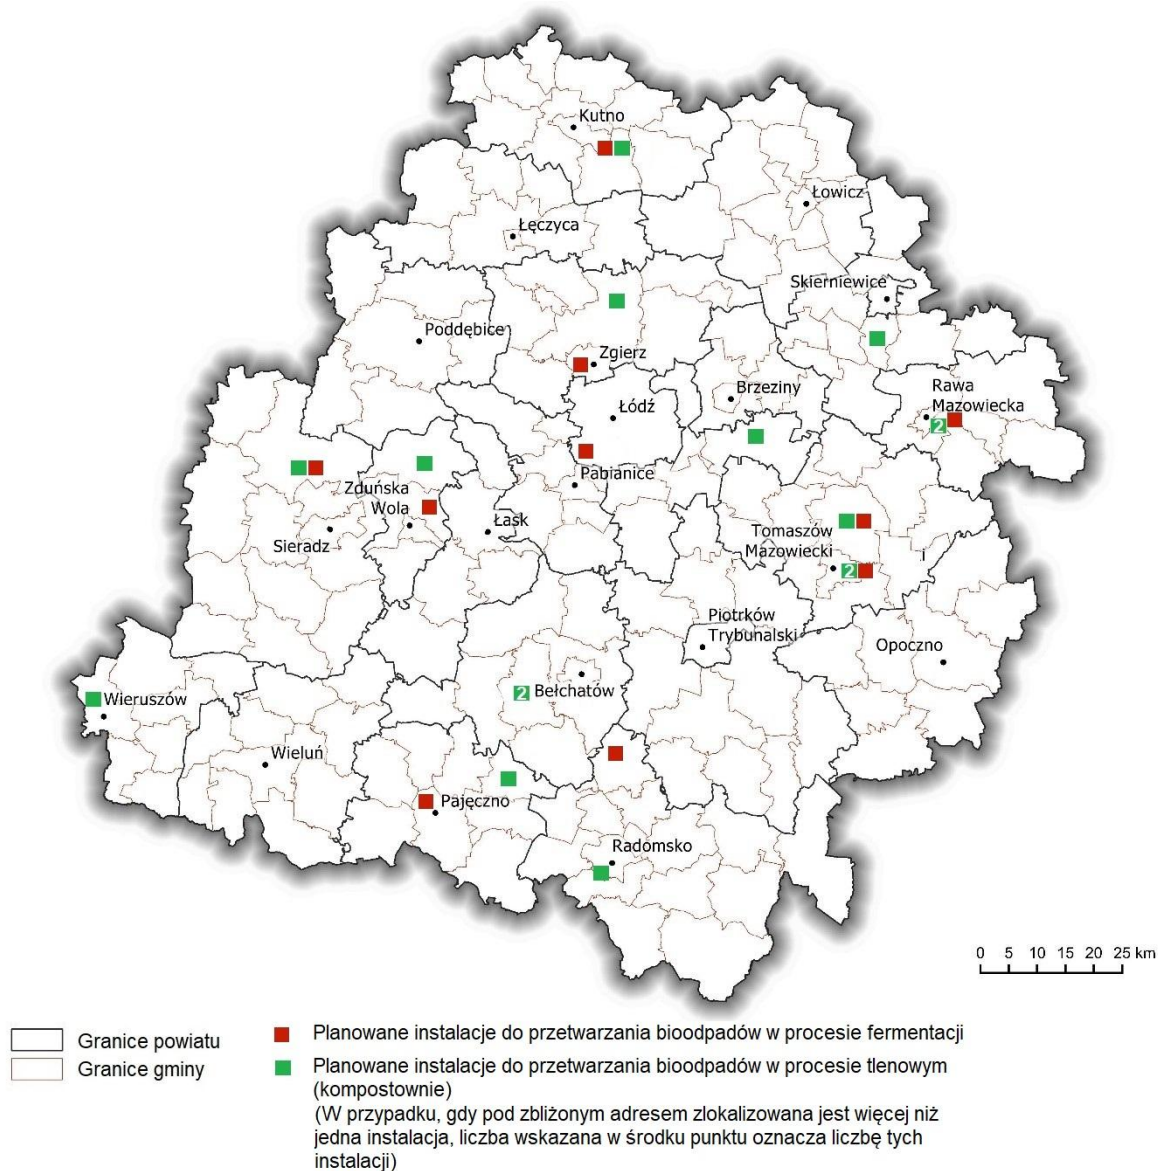 Kutno
Łowicz
Łęczyca
Skierniewice
Poddębice
Zgierz
Brzeziny
Rawa
Mazowiecka
2
Łódź
Pabianice
Zduńska
Wola
Łask
Sieradz
Tomaszów
Mazowiecki
2
Piotrków
Trybunalski
Opoczno
2
Bełchatów
Wieruszów
Wieluń
Pajęczno
Radomsko
0 5 10 15 20 25 km
Granice powiatu
Granice gminy
Planowane instalacje do przetwarzania bioodpadów w procesie fermentacji
Planowane instalacje do przetwarzania bioodpadów w procesie tlenowym
(kompostownie)
(W przypadku, gdy pod zbliżonym adresem zlokalizowana jest więcej niż
jedna instalacja, liczba wskazana w środku punktu oznacza liczbę tych
instalacji)